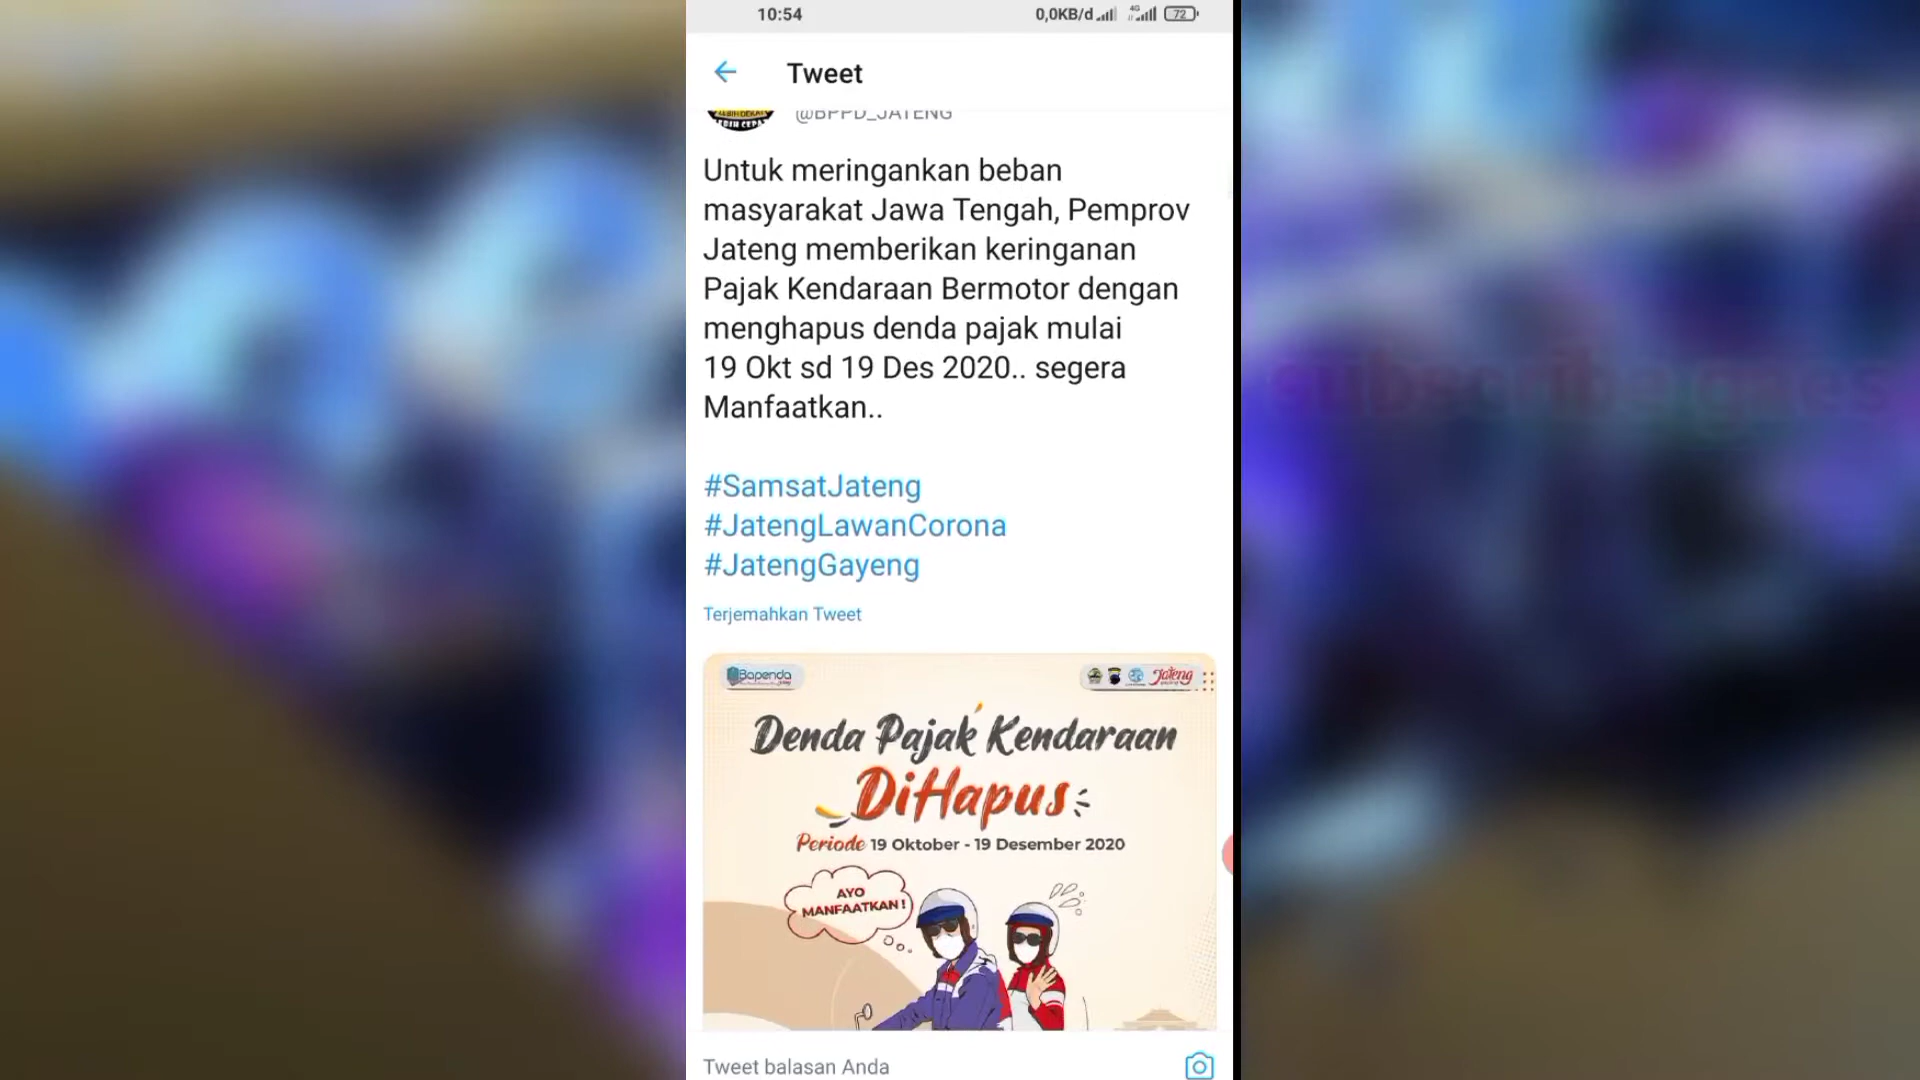 10:54
0,0KB/d
4G
72
Tweet
@BPPD_JATENG
Untuk meringankan beban
masyarakat Jawa Tengah, Pemprov
Jateng memberikan keringanan
Pajak Kendaraan Bermotor dengan
menghapus denda pajak mulai
19 Okt sd 19 Des 2020.. segera
Manfaatkan..
#SamsatJateng
#JatengLawanCorona
#JatengGayeng
Terjemahkan Tweet
Bapenda
Jateng
Denda Pajak Kendaraan
DiHapus
Periode 19 Oktober - 19 Desember 2020
AYO
MANFAATKAN !
Tweet balasan Anda